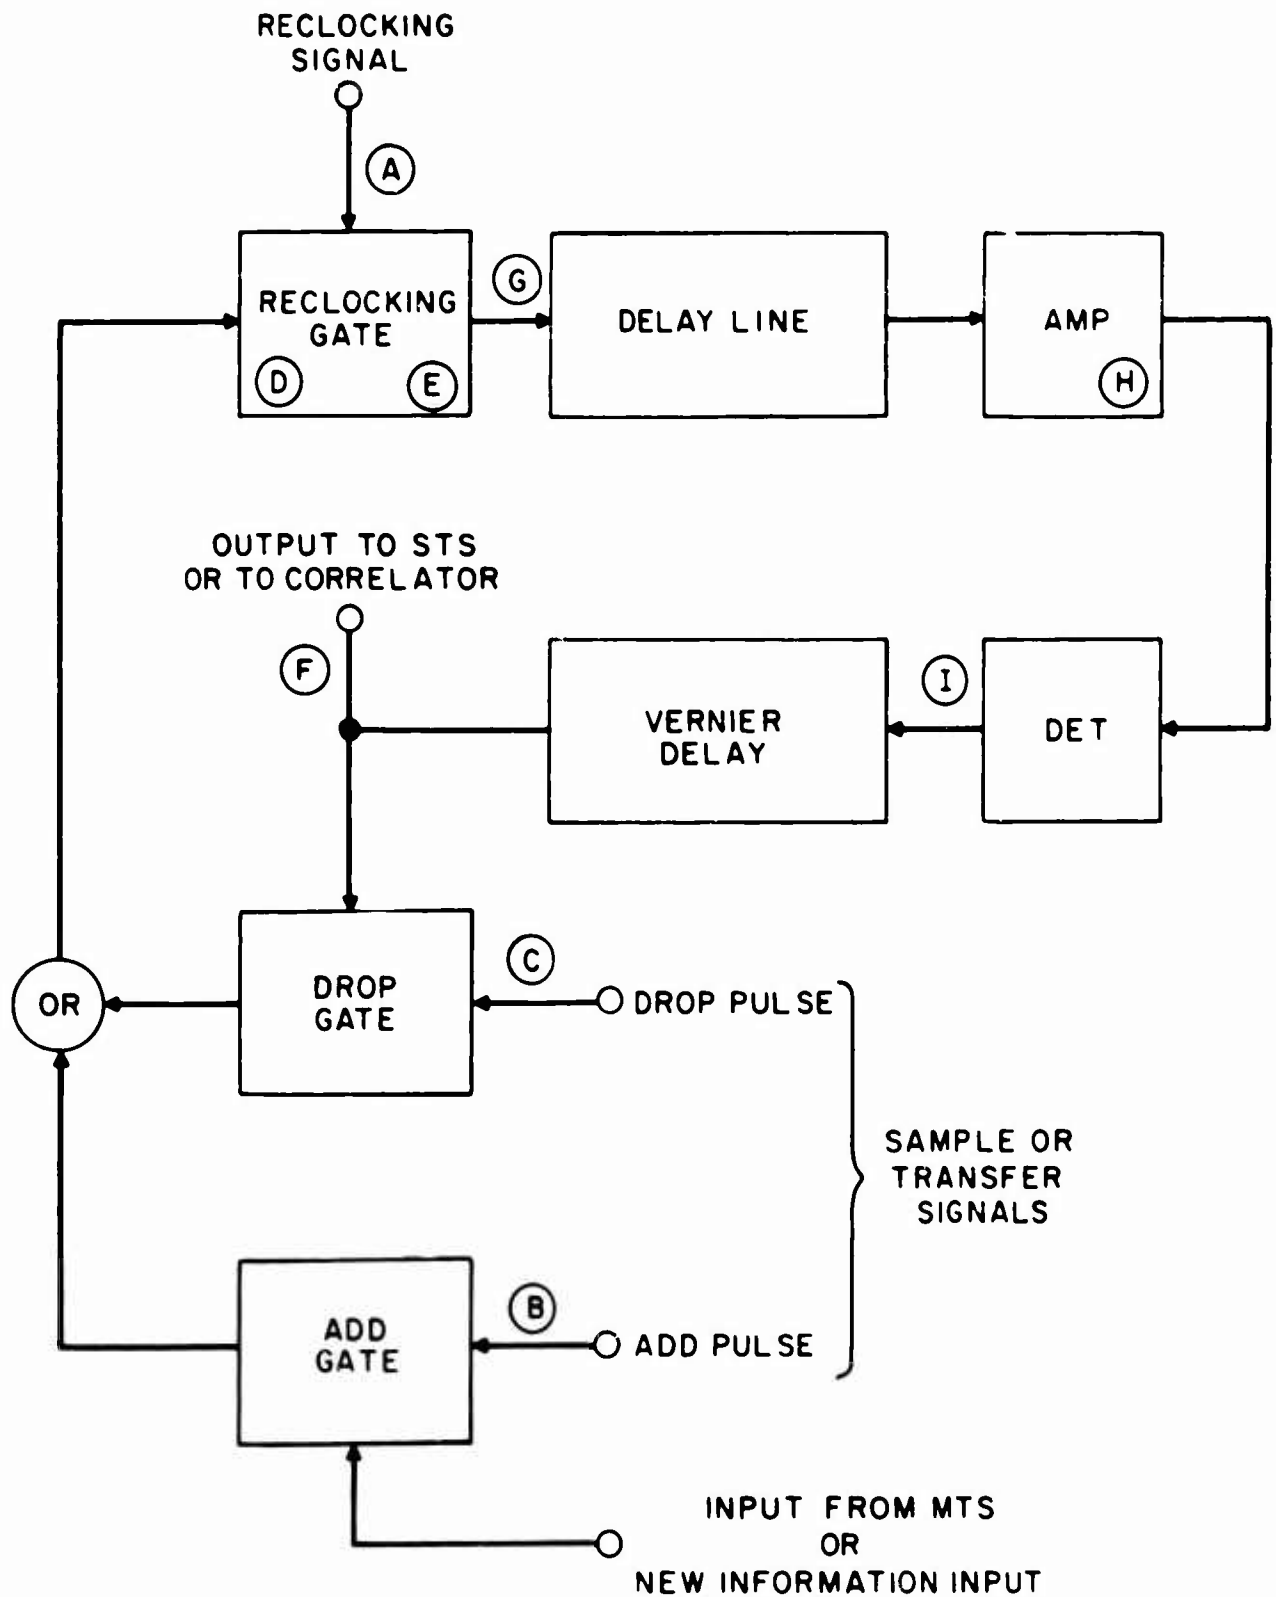 RECLOCKING
SIGNAL
A
RECLOCKING
GATE
D
E
G
DELAY LINE
AMP
H
OUTPUT TO STS
OR TO CORRELATOR
F
VERNIER
DELAY
I
DET
OR
DROP
GATE
C
DROP PULSE
SAMPLE OR
TRANSFER
SIGNALS
ADD
GATE
B
ADD PULSE
INPUT FROM MTS
OR
NEW INFORMATION INPUT